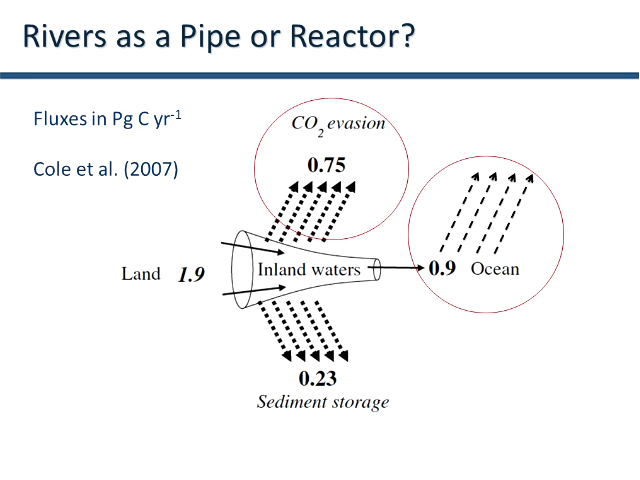 Rivers as a Pipe or Reactor?
Fluxes in Pg C yr-1
Cole et al. (2007)
CO2 evasion
0.75
Land 1.9
Inland waters
0.9 Ocean
0.23
Sediment storage